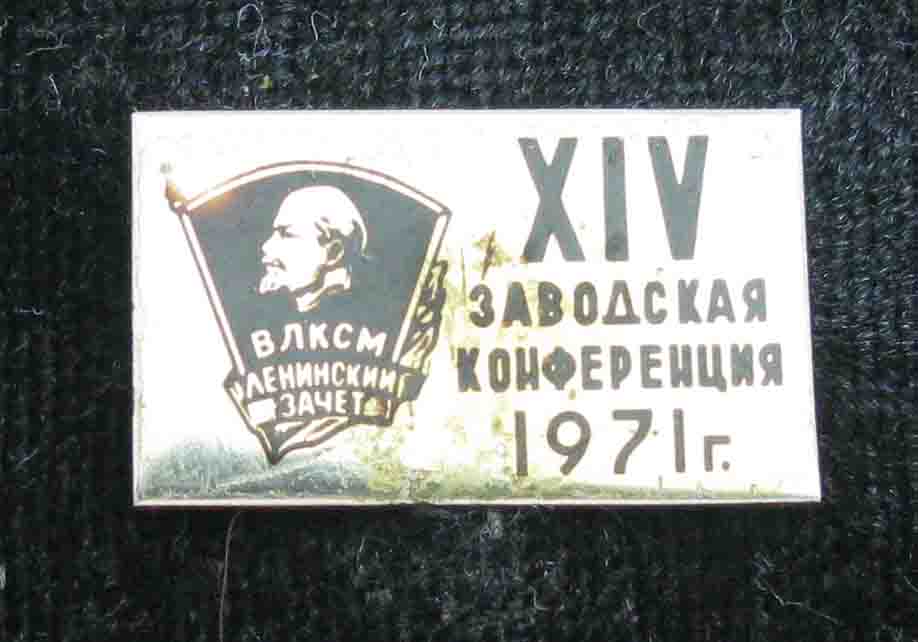 ВЛКСМ
ЛЕНИНСКИЙ
ЗАЧЕТ
XIV
ЗАВОДСКАЯ
КОНФЕРЕНЦИЯ
1971г.